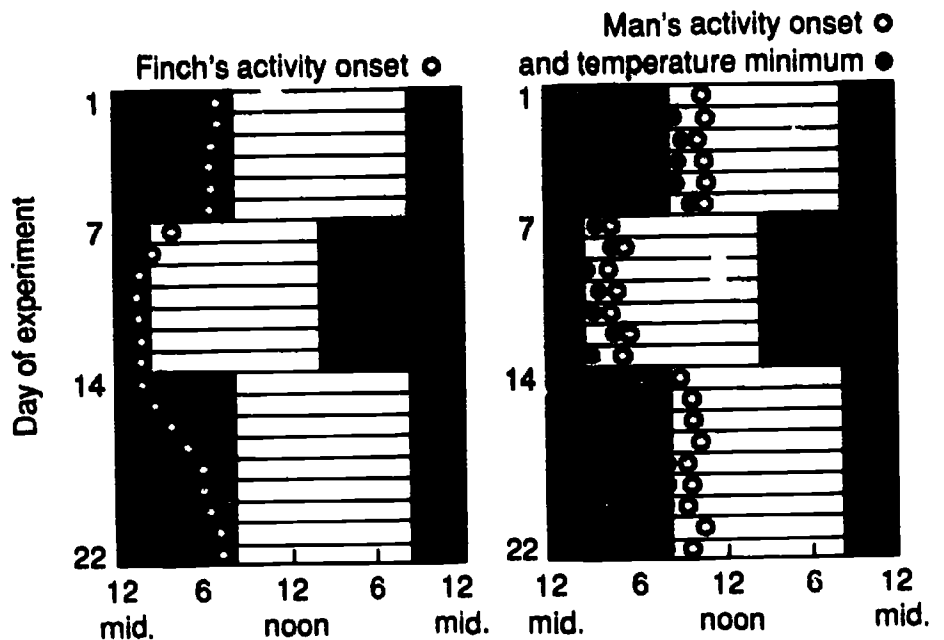 Man's activity onset
Finch's activity onset and temperature minimum
1 1
7 7
Day of experiment
14 14
22 22
12 6 12 6 12 12 6 12 6 12
mid. noon mid. mid. noon mid.